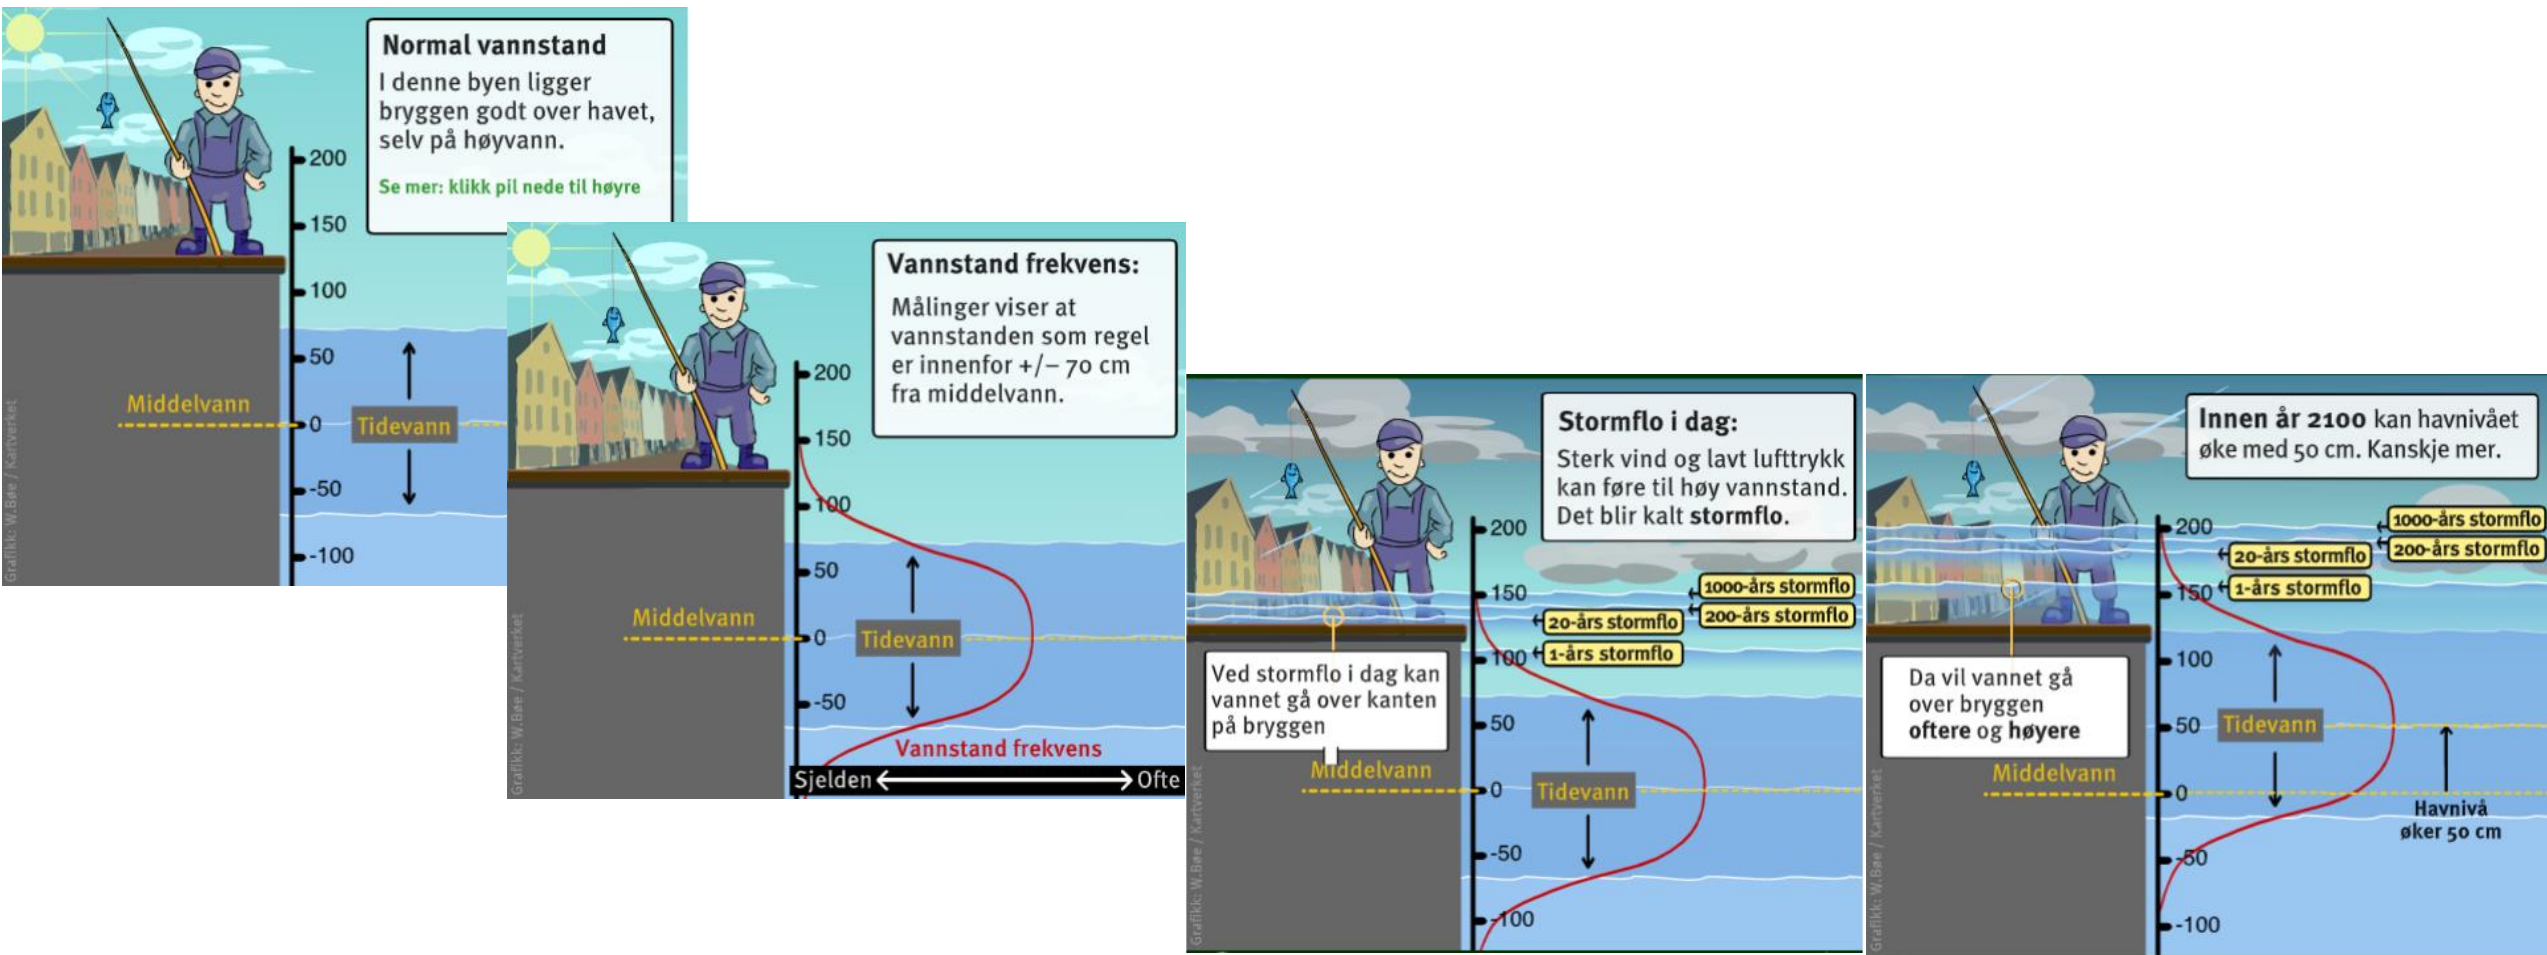 Normal vannstand
I denne byen ligger
bryggen godt over havet,
selv på høyvann.
Se mer: klikk pil nede til høyre
200
150
100
50
Middelvann
0
Tidevann
-50
-100
Grafikk: W.Bøe / Kartverket
Vannstand frekvens:
Målinger viser at
vannstanden som regel
er innenfor +/– 70 cm
fra middelvann.
200
150
100
50
Middelvann
0
Tidevann
-50
Vannstand frekvens
Sjelden Ofte
Grafikk: W.Bøe / Kartverket
Stormflo i dag:
Sterk vind og lavt lufttrykk
kan føre til høy vannstand.
Det blir kalt stormflo.
200
150
1000-års stormflo
200-års stormflo
20-års stormflo
1-års stormflo
100
Ved stormflo i dag kan
vannet gå over kanten
på bryggen
50
Middelvann
0
Tidevann
-50
-100
Grafikk: W.Bøe / Kartverket
Innen år 2100 kan havnivået
øke med 50 cm. Kanskje mer.
200
1000-års stormflo
200-års stormflo
20-års stormflo
1-års stormflo
150
100
Da vil vannet gå
over bryggen
oftere og høyere
50
Tidevann
Middelvann
0
Havnivå
øker 50 cm
-50
-100
Grafikk: W.Bøe / Kartverket